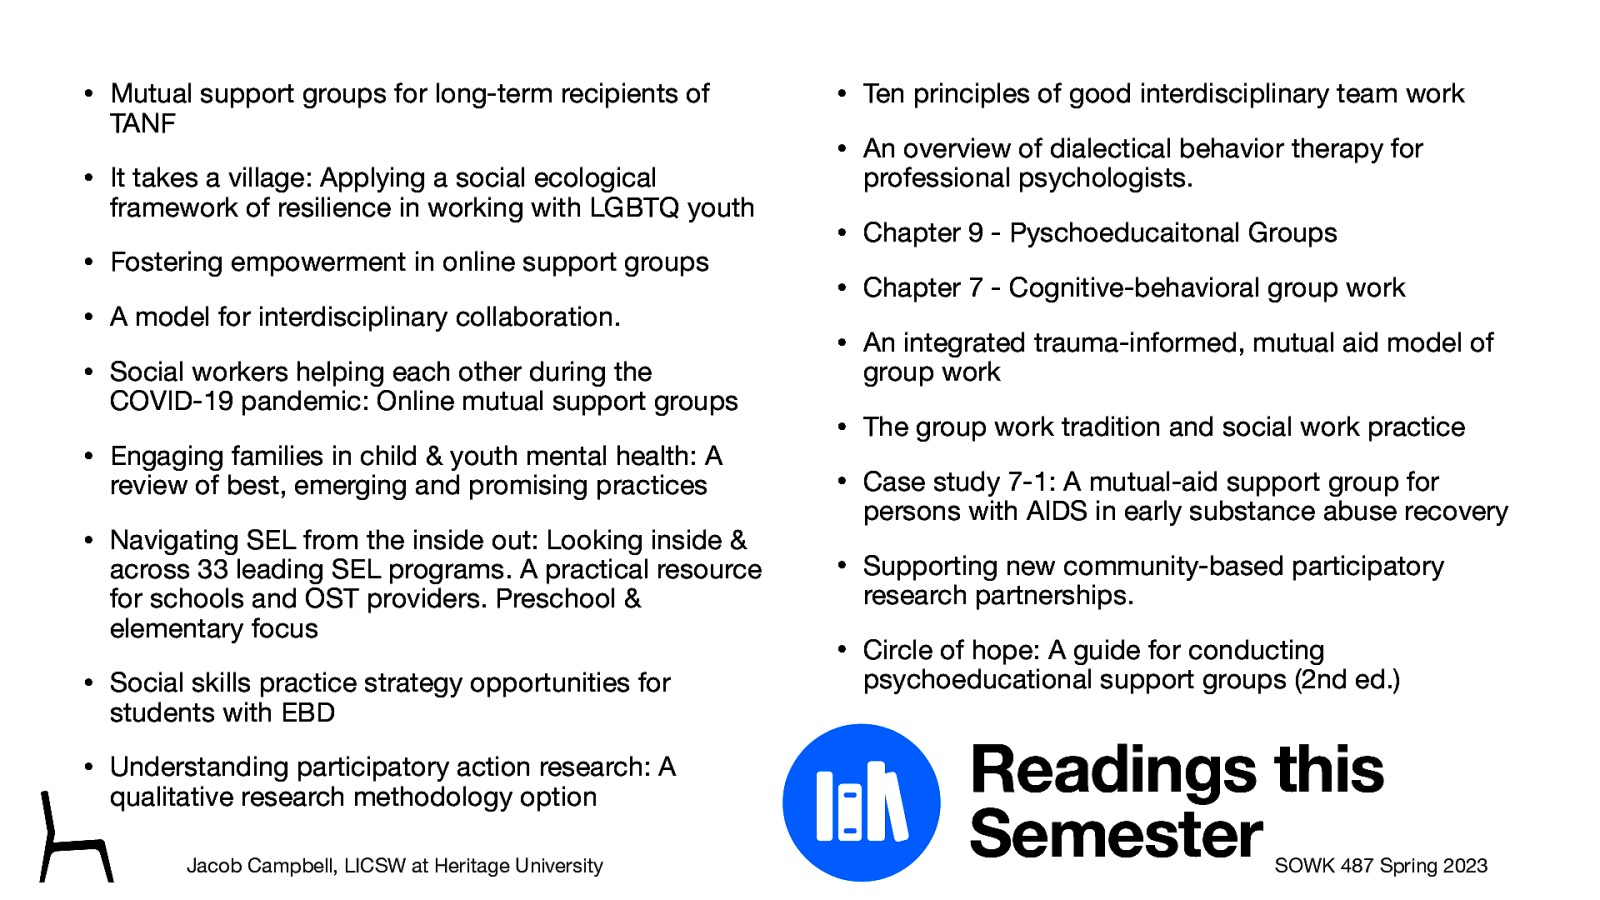 • Mutual support groups for long-term recipients of
TANF
• It takes a village: Applying a social ecological
framework of resilience in working with LGBTQ youth
• Fostering empowerment in online support groups
• A model for interdisciplinary collaboration.
• Social workers helping each other during the
COVID-19 pandemic: Online mutual support groups
• Engaging families in child & youth mental health: A
review of best, emerging and promising practices
• Navigating SEL from the inside out: Looking inside &
across 33 leading SEL programs. A practical resource
for schools and OST providers. Preschool &
elementary focus
• Social skills practice strategy opportunities for
students with EBD
• Understanding participatory action research: A
qualitative research methodology option
• Ten principles of good interdisciplinary team work
• An overview of dialectical behavior therapy for
professional psychologists.
• Chapter 9 - Pyschoeducaitonal Groups
• Chapter 7 - Cognitive-behavioral group work
• An integrated trauma-informed, mutual aid model of
group work
• The group work tradition and social work practice
• Case study 7-1: A mutual-aid support group for
persons with AIDS in early substance abuse recovery
• Supporting new community-based participatory
research partnerships.
• Circle of hope: A guide for conducting
psychoeducational support groups (2nd ed.)
Readings this
Semester
Jacob Campbell, LICSW at Heritage University
SOWK 487 Spring 2023